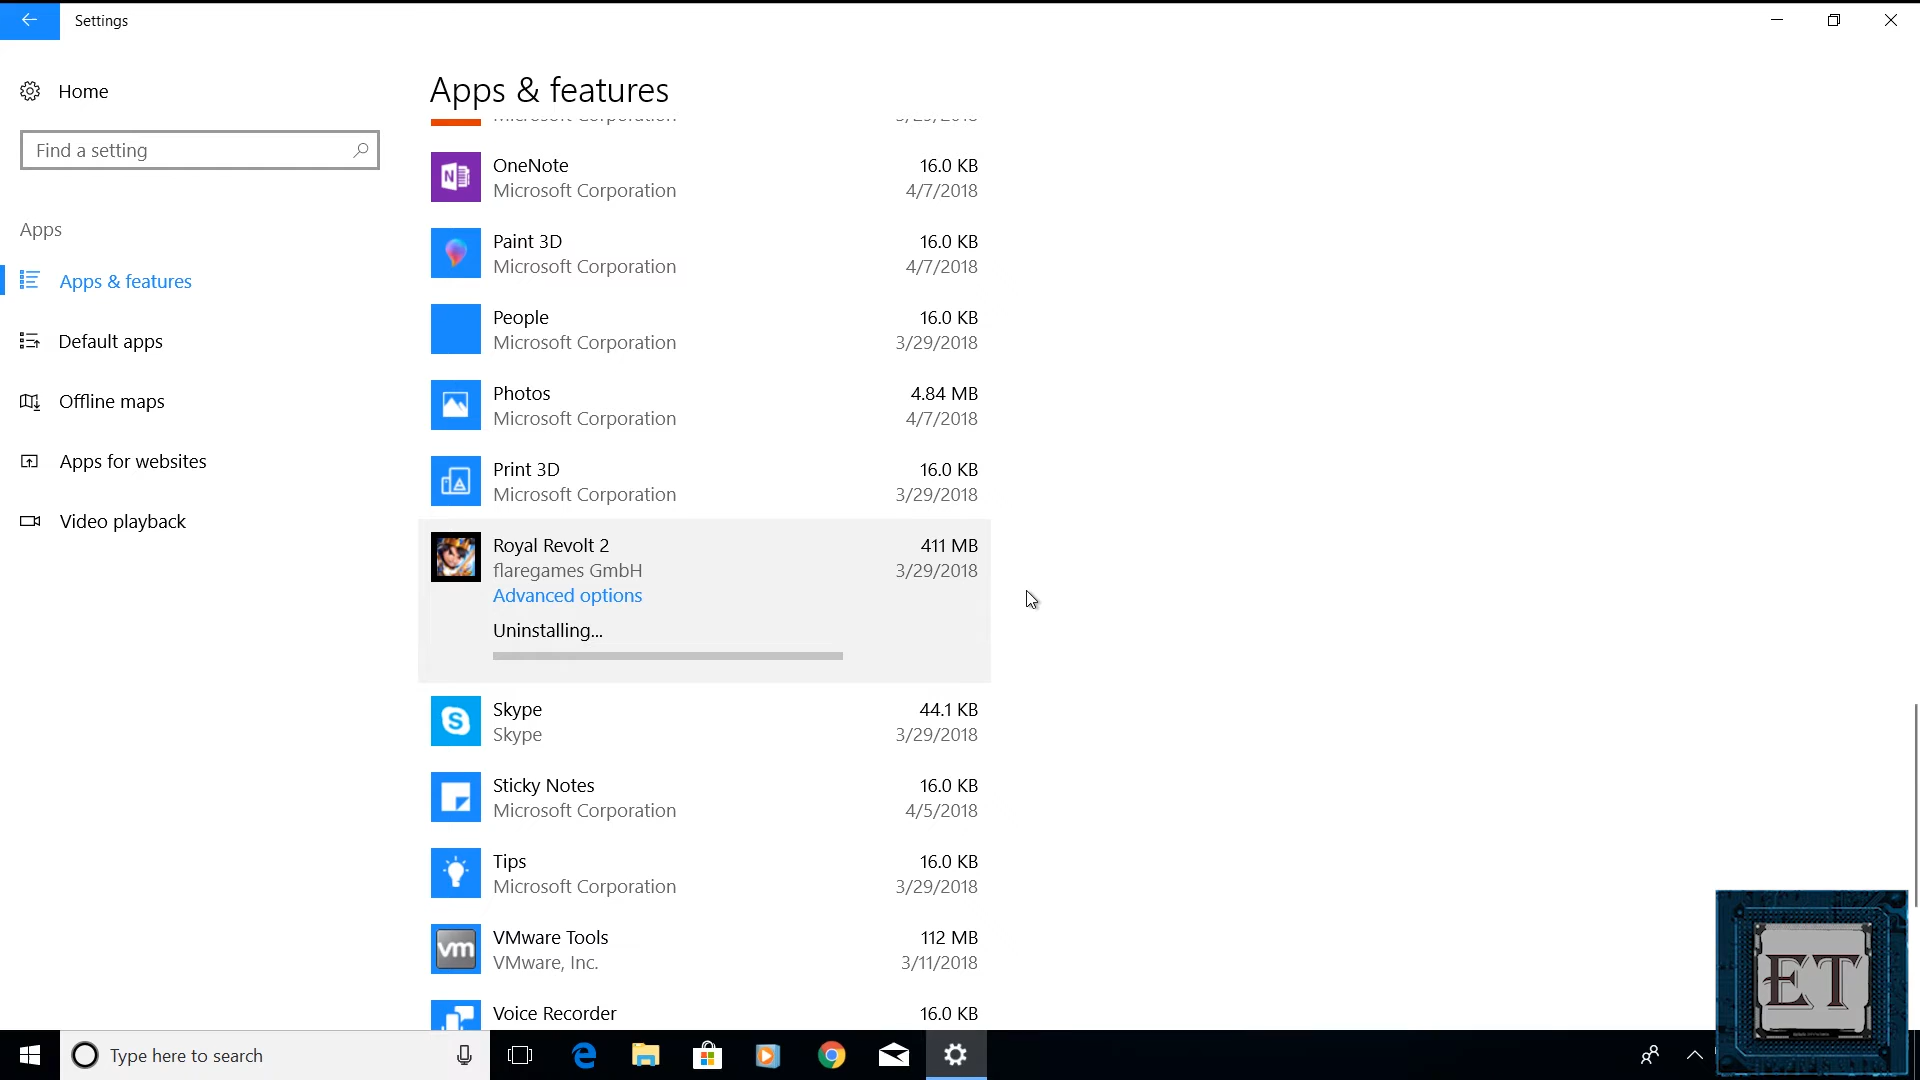 Settings
Home
Find a setting
Apps
Apps & features
Default apps
Offline maps
Apps for websites
Video playback
Apps & features
Microsoft Corporation
OneNote 16.0 KB
Microsoft Corporation 4/7/2018
Paint 3D 16.0 KB
Microsoft Corporation 4/7/2018
People 16.0 KB
Microsoft Corporation 3/29/2018
Photos 4.84 MB
Microsoft Corporation 4/7/2018
Print 3D 16.0 KB
Microsoft Corporation 3/29/2018
Royal Revolt 2 411 MB
flaregames GmbH 3/29/2018
Advanced options
Uninstalling...
Skype 44.1 KB
Skype 3/29/2018
Sticky Notes 16.0 KB
Microsoft Corporation 4/5/2018
Tips 16.0 KB
Microsoft Corporation 3/29/2018
vm
VMware Tools 112 MB
VMware, Inc. 3/11/2018
Voice Recorder 16.0 KB
Type here to search
ET